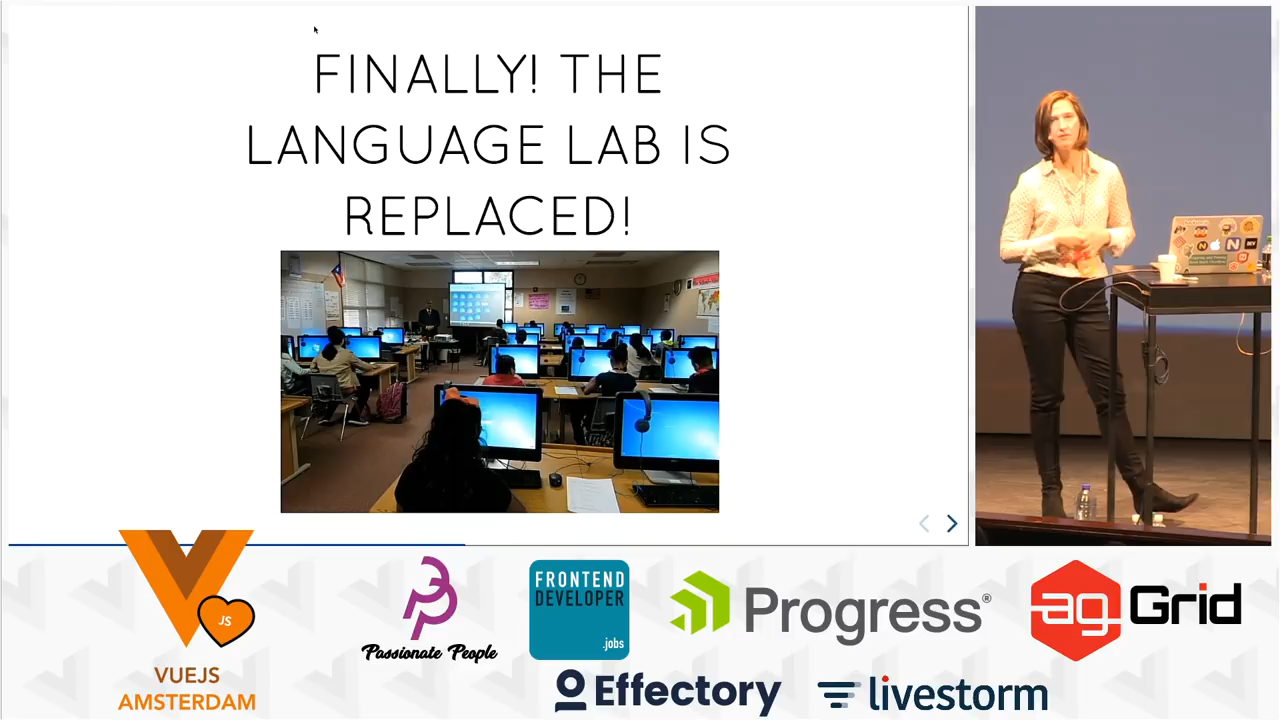 FINALLY! THE
LANGUAGE LAB IS
REPLACED!
DEV
JS
VUEJS
AMSTERDAM
Passionate People
FRONTEND
DEVELOPER
.jobs
Progress®
ag Grid
Effectory
livestorm